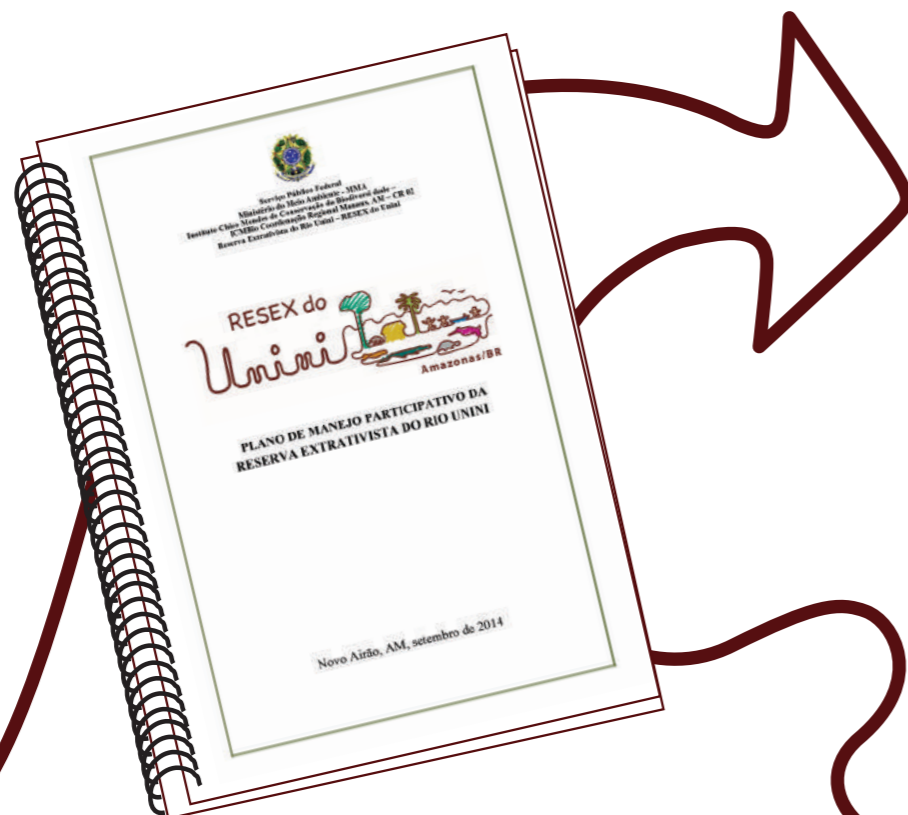 Serviço Público Federal
Ministério do Meio Ambiente - MMA
Instituto Chico Mendes de Conservação da Biodiversidade –
ICMBio Coordenação Regional Manaus, AM – CR 02
Reserva Extrativista do Rio Unini – RESEX do Unini
RESEX do
Unini
Amazonas/BR
PLANO DE MANEJO PARTICIPATIVO DA
RESERVA EXTRATIVISTA DO RIO UNINI
Novo Airão, AM, setembro de 2014